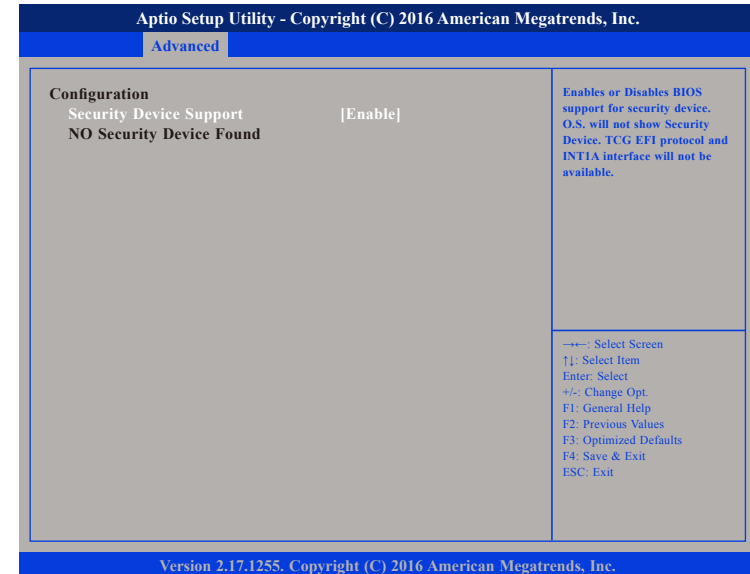 Aptio Setup Utility - Copyright (C) 2016 American Megatrends, Inc.
Advanced
Configuration
Security Device Support [Enable]
NO Security Device Found
Enables or Disables BIOS
support for security device.
O.S. will not show Security
Device. TCG EFI protocol and
INT1A interface will not be
available.
→←: Select Screen
↑↓: Select Item
Enter: Select
+/-: Change Opt.
F1: General Help
F2: Previous Values
F3: Optimized Defaults
F4: Save & Exit
ESC: Exit
Version 2.17.1255. Copyright (C) 2016 American Megatrends, Inc.